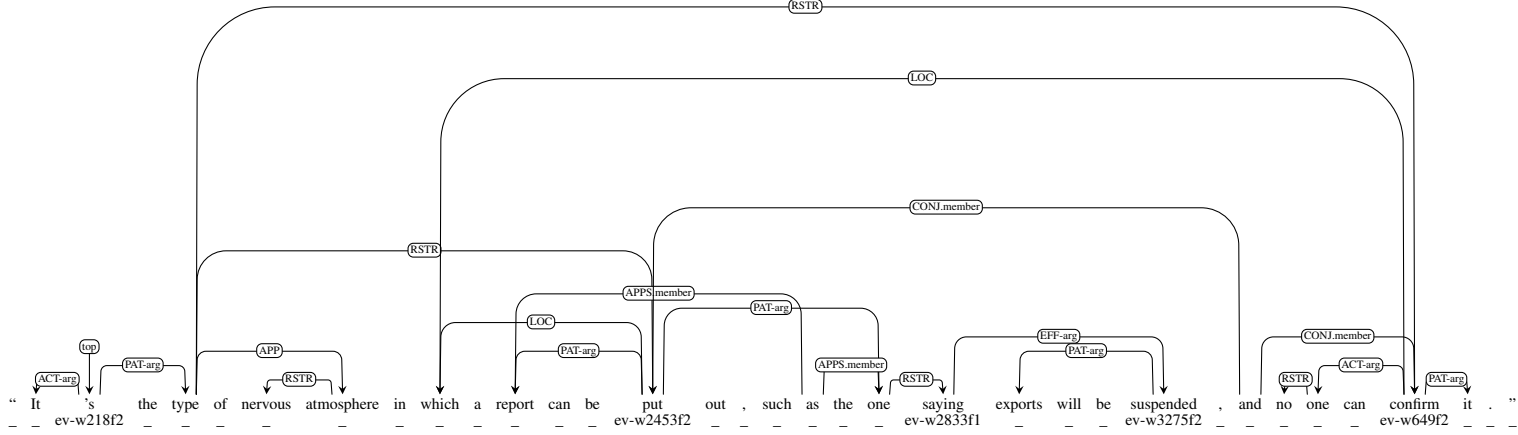 RSTR
LOC
CONJ.member
RSTR
APPS.member
PAT-arg
LOC
top EFF-arg CONJ.member
PAT-arg APP PAT-arg APPS.member PAT-arg ACT-arg
ACT-arg RSTR RSTR RSTR PAT-arg
“ It 's the type of nervous atmosphere in which a report can be put out , such as the one saying exports will be suspended , and no one can confirm it . ”
_ _ ev-w218f2 _ _ _ _ _ _ _ _ _ _ _ ev-w2453f2 _ _ _ _ _ _ ev-w2833f1 _ _ _ ev-w3275f2 _ _ _ _ _ ev-w649f2 _ _ _